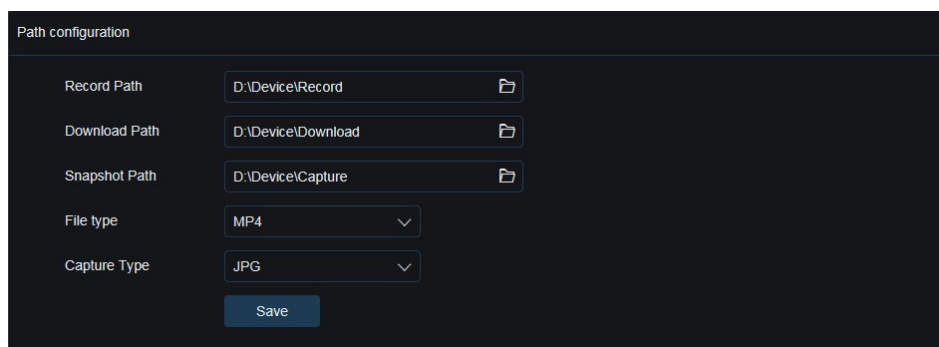 Path configuration
Record Path D:\Device\Record
Download Path D:\Device\Download
Snapshot Path D:\Device\Capture
File type MP4
Capture Type JPG
Save